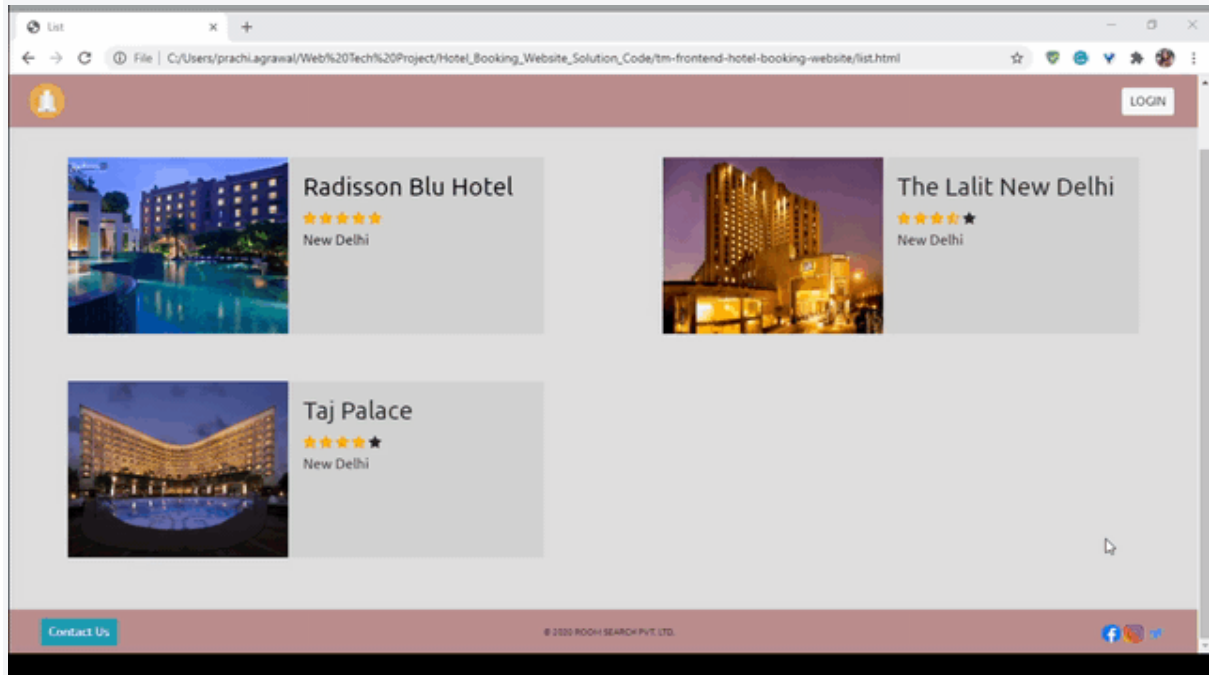 List
File | C:/Users/prachi.agrawal/Web%20Tech%20Project/Hotel_Booking_Website_Solution_Code/tm-frontend-hotel-booking-website/list.html
LOGIN
Radisson Blu Hotel
New Delhi
The Lalit New Delhi
New Delhi
Taj Palace
New Delhi
Contact Us
© 2020 ROOM SEARCH PVT. LTD.